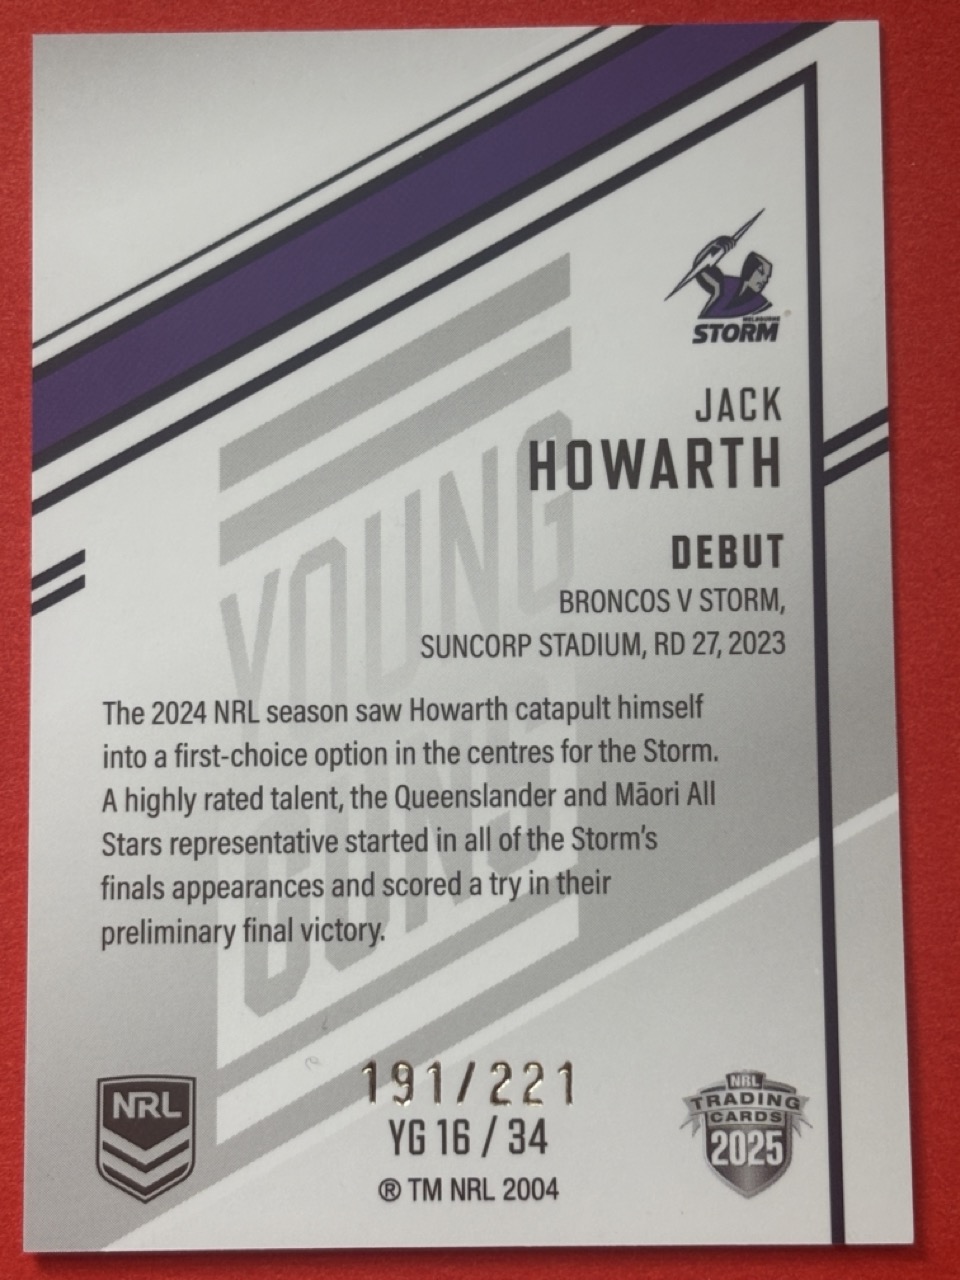 MELBOURNE
STORM
JACK
HOWARTH
DEBUT
BRONCOS V STORM,
SUNCORP STADIUM, RD 27, 2023
YOUNG
GUNS
The 2024 NRL season saw Howarth catapult himself
into a first-choice option in the centres for the Storm.
A highly rated talent, the Queenslander and Māori All
Stars representative started in all of the Storm's
finals appearances and scored a try in their
preliminary final victory.
191/221
YG 16 / 34
® TM NRL 2004
NRL
NRL
TRADING
CARDS
2025